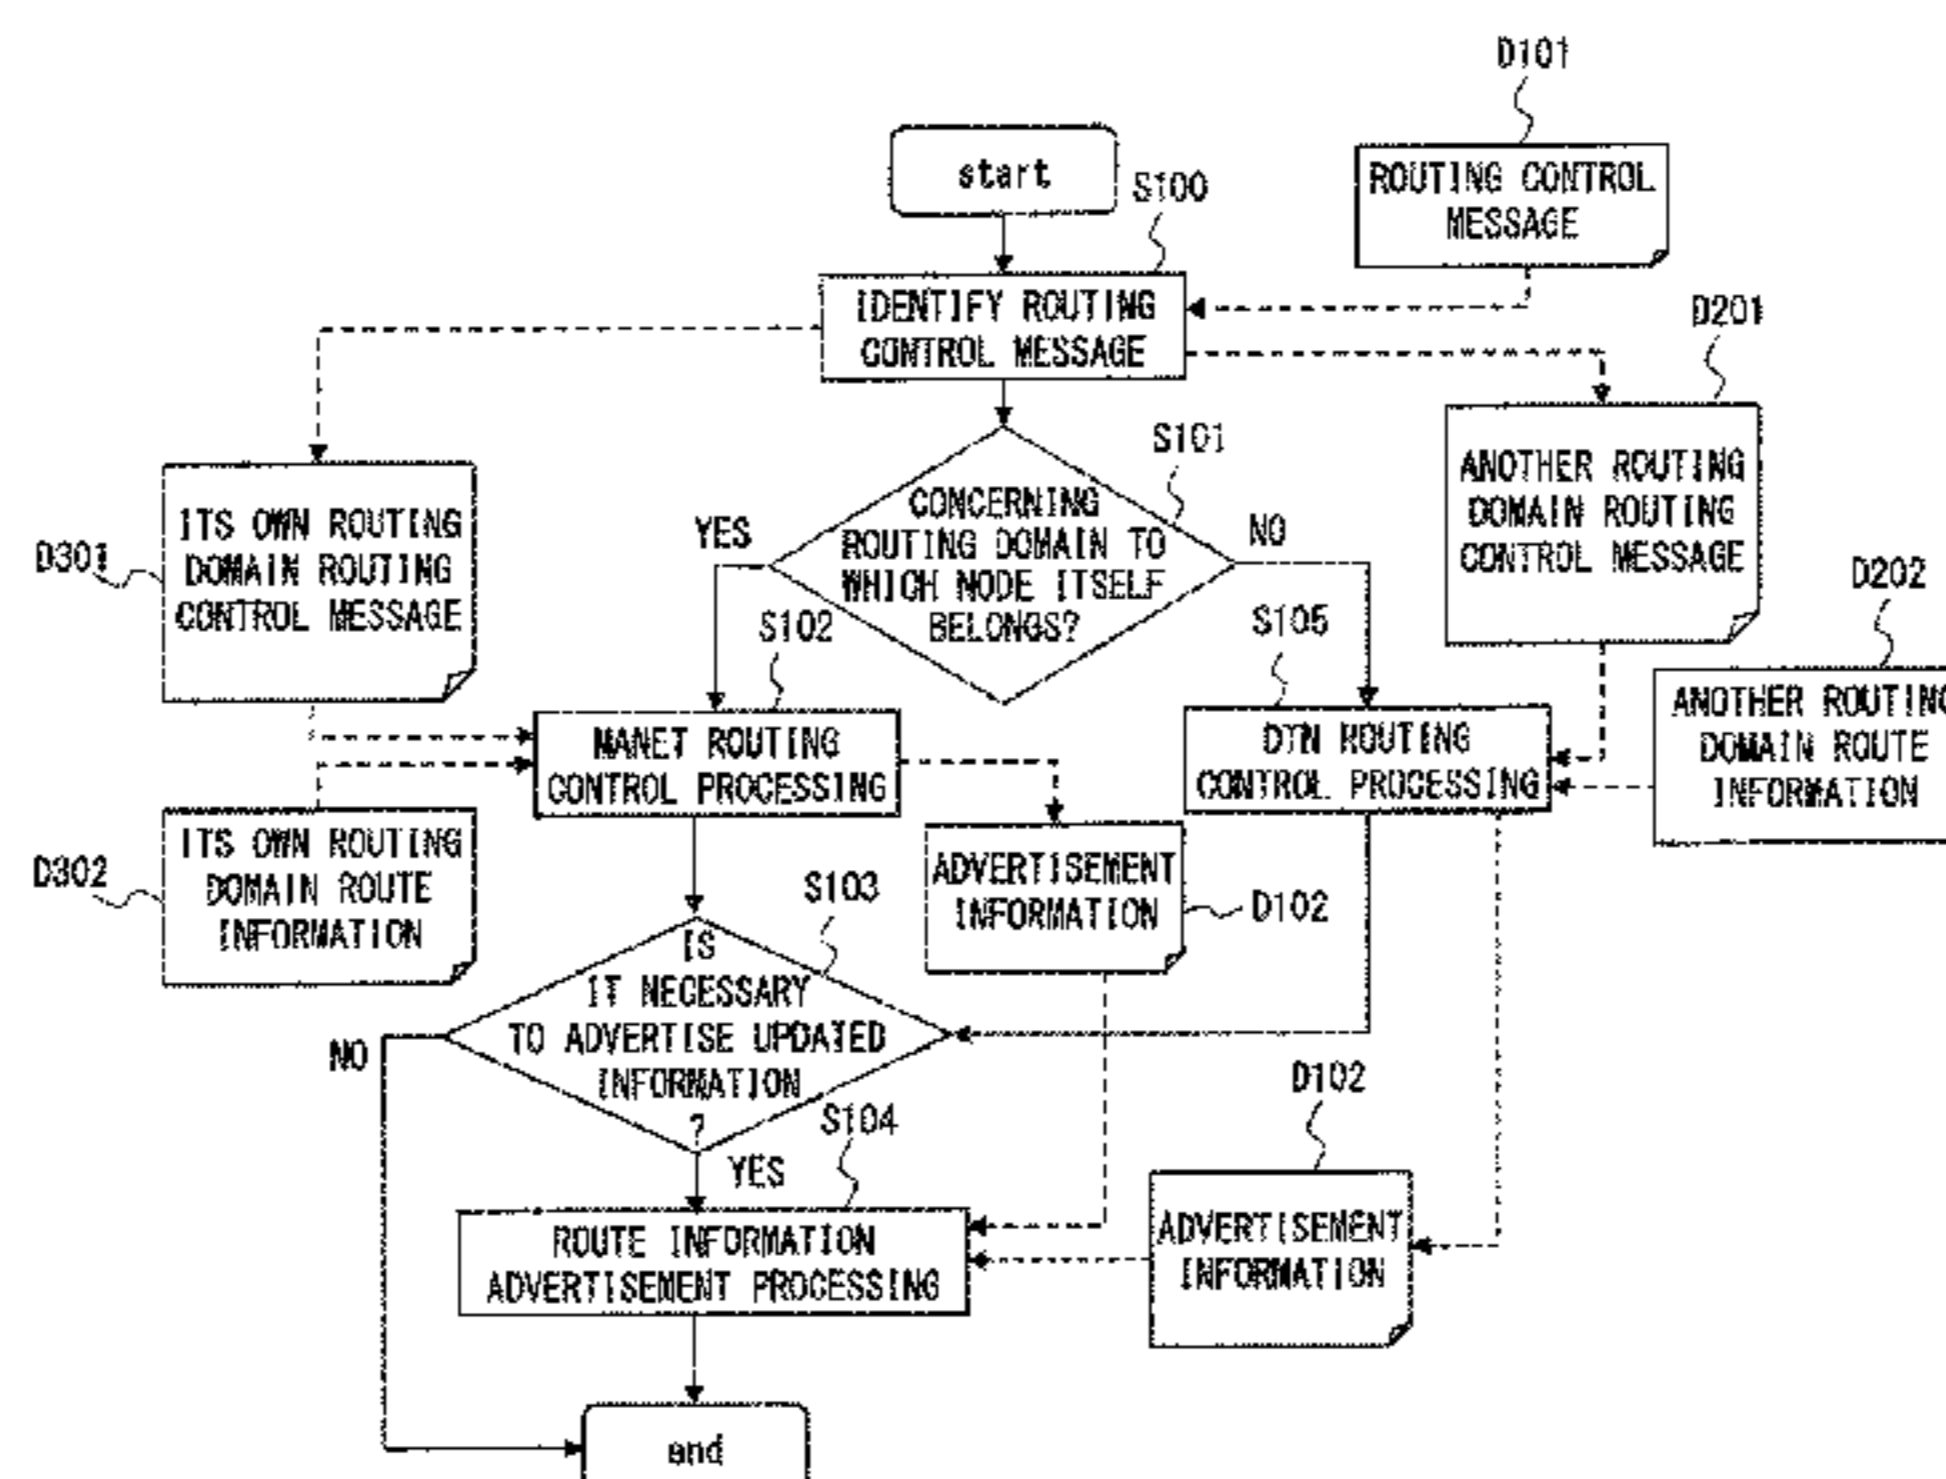 D101
start
S100
ROUTING CONTROL
MESSAGE
IDENTIFY ROUTING
CONTROL MESSAGE
D201
S101
CONCERNING
ROUTING DOMAIN TO
WHICH NODE ITSELF
BELONGS?
YES
NO
ANOTHER ROUTING
DOMAIN ROUTING
CONTROL MESSAGE
D301
ITS OWN ROUTING
DOMAIN ROUTING
CONTROL MESSAGE
D202
S102
S105
ANOTHER ROUTING
DOMAIN ROUTE
INFORMATION
MANET ROUTING
CONTROL PROCESSING
DTN ROUTING
CONTROL PROCESSING
D302
ITS OWN ROUTING
DOMAIN ROUTE
INFORMATION
S103
ADVERTISEMENT
INFORMATION
D102
IS
IT NECESSARY
TO ADVERTISE UPDATED
INFORMATION
?
NO
D102
S104
YES
ROUTE INFORMATION
ADVERTISEMENT PROCESSING
ADVERTISEMENT
INFORMATION
end